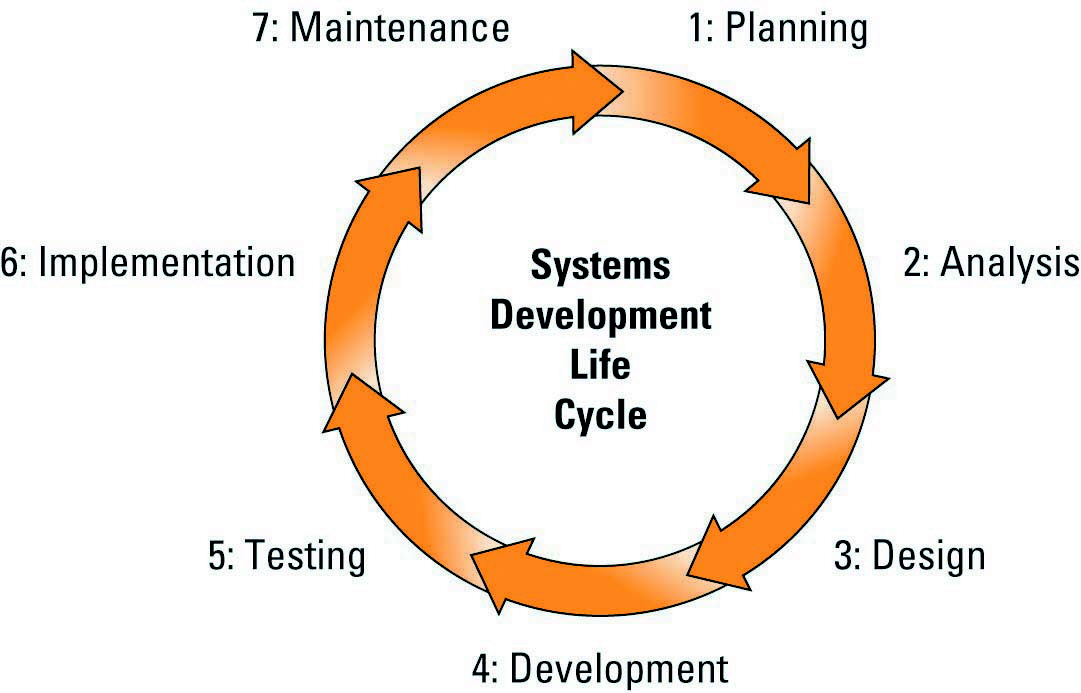 7: Maintenance
1: Planning
6: Implementation
Systems
Development
Life
Cycle
2: Analysis
5: Testing
3: Design
4: Development